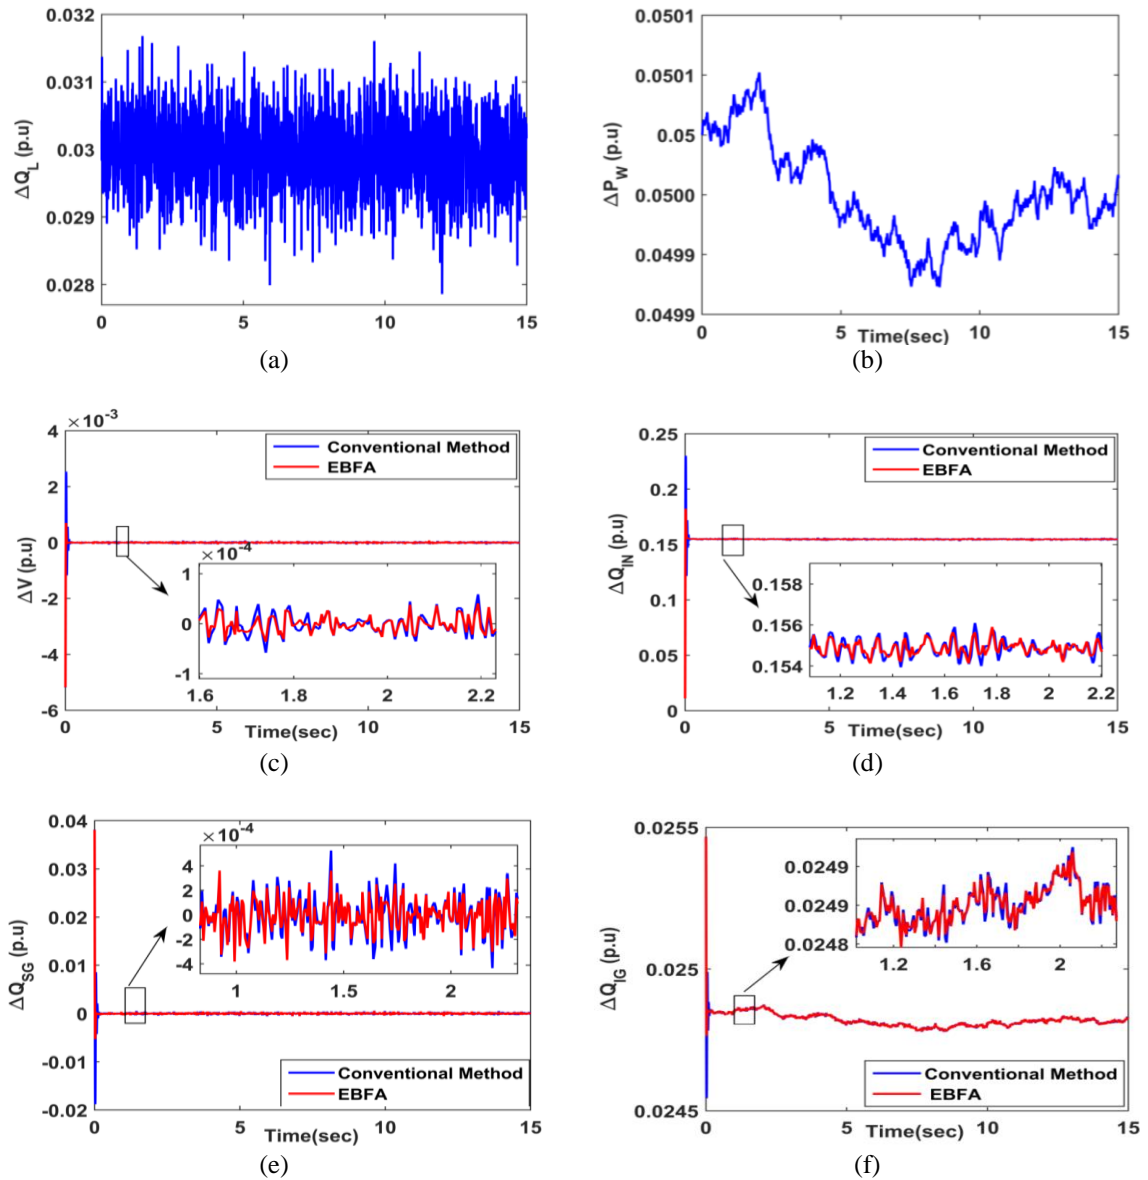 0.032
0.031
0.03
0.029
0.028
ΔQL (p.u)
0 5 10 15
(a)
0.0501
0.0501
0.05
0.0500
0.0499
0.0499
ΔPW (p.u)
0 5 10 15
Time(sec)
(b)
×10-3
4
2
0
-2
-4
-6
ΔV (p.u)
Conventional Method
EBFA
×10-4
1
0
-1
1.6 1.8 2 2.2
0 5 10 15
Time(sec)
(c)
0.25
0.2
0.15
0.1
0.05
0
ΔQIN (p.u)
Conventional Method
EBFA
0.158
0.156
0.154
1.2 1.4 1.6 1.8 2 2.2
0 5 10 15
Time(sec)
(d)
0.04
0.03
0.02
0.01
0
-0.01
-0.02
ΔQSG (p.u)
×10-4
4
2
0
-2
-4
1 1.5 2
Conventional Method
EBFA
0 5 10 15
Time(sec)
(e)
0.0255
0.025
0.0245
ΔQIG (p.u)
0.0249
0.0249
0.0248
1.2 1.6 2
Conventional Method
EBFA
0 5 10 15
Time(sec)
(f)